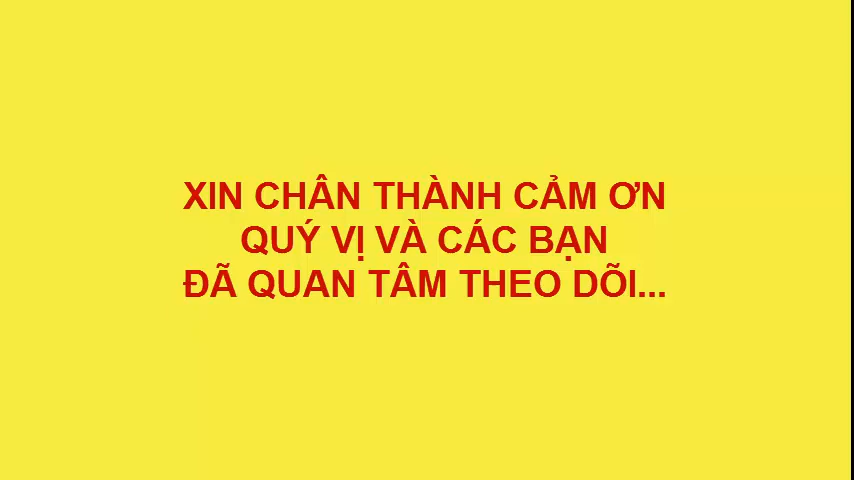 XIN CHÂN THÀNH CẢM ƠN
QUÝ VỊ VÀ CÁC BẠN
ĐÃ QUAN TÂM THEO DÕI...